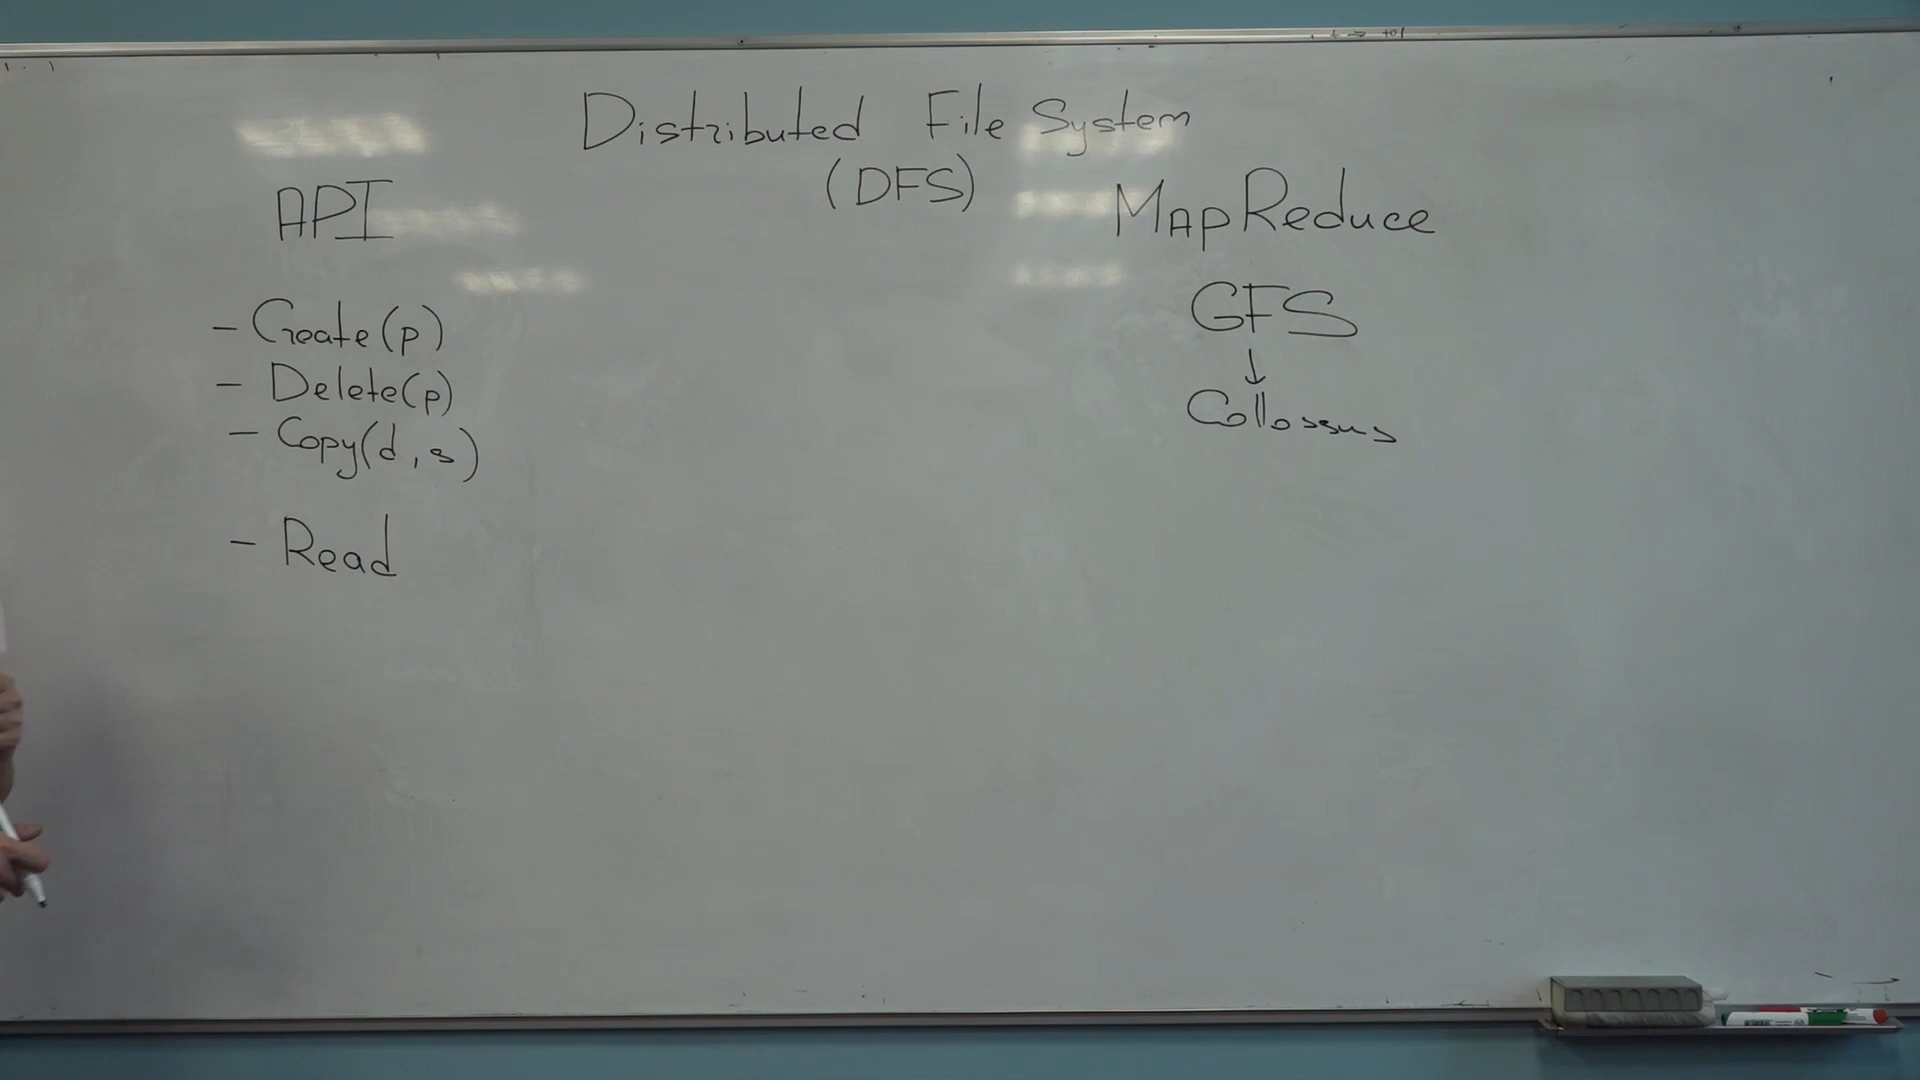 Distributed File System
(DFS)
API
- Create(p)
- Delete(p)
- Copy(d, s)
- Read
MapReduce
GFS
↓
Collossus